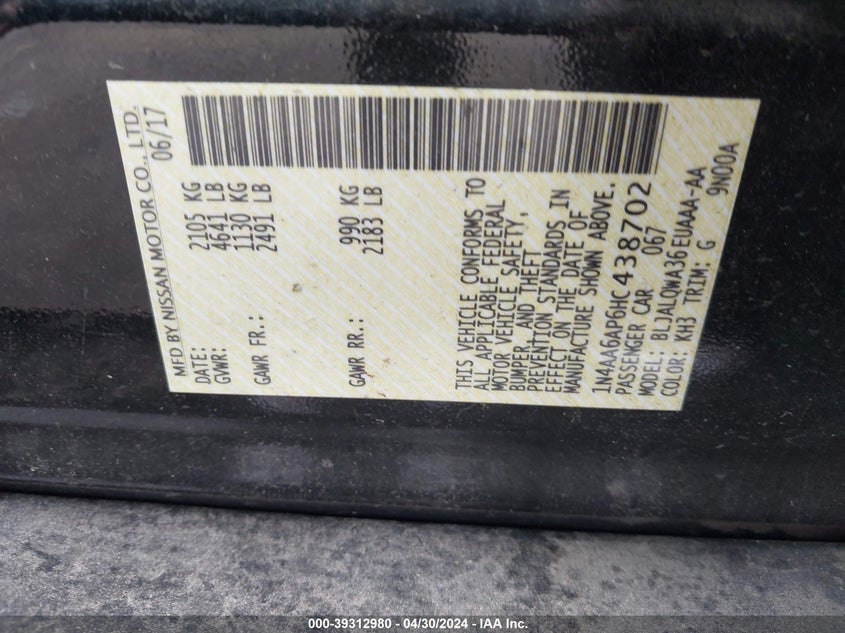 MFD BY NISSAN MOTOR CO., LTD.
DATE: 06/17
GVWR: 2105 KG
4641 LB
GAWR FR.: 1130 KG
2491 LB
GAWR RR.: 990 KG
2183 LB
THIS VEHICLE CONFORMS TO
ALL APPLICABLE FEDERAL
MOTOR VEHICLE SAFETY,
BUMPER, AND THEFT
PREVENTION STANDARDS IN
EFFECT ON THE DATE OF
MANUFACTURE SHOWN ABOVE.
1N4AA6AP6HC438702
PASSENGER CAR 067
MODEL: BLJALQWA36EUAAAA-AA
COLOR: KH3 TRIM: G 9N00A
000-39312980 - 04/30/2024 - IAA Inc.